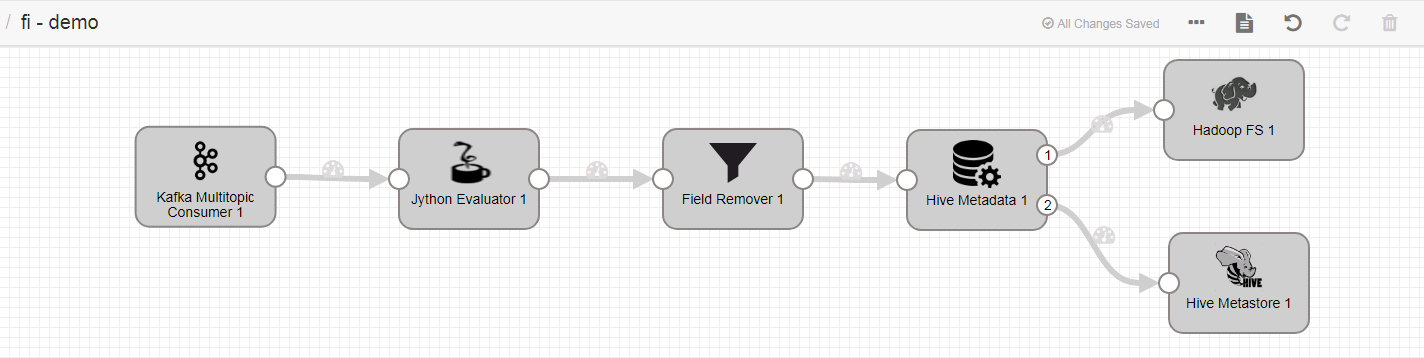 / fi - demo
All Changes Saved
Kafka Multitopic
Consumer 1
Jython Evaluator 1
Field Remover 1
Hive Metadata 1
1
2
Hadoop FS 1
HIVE
Hive Metastore 1